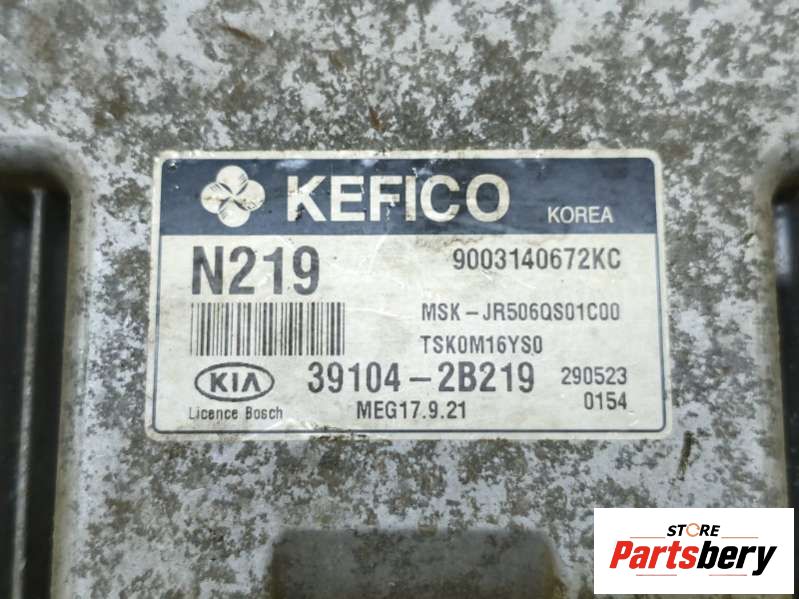 KEFICO KOREA
N219 9003140672KC
MSK-JR506QS01C00
TSK0M16YS0
KIA 39104-2B219 290523
Licence Bosch MEG17.9.21 0154
STORE
Partsbery